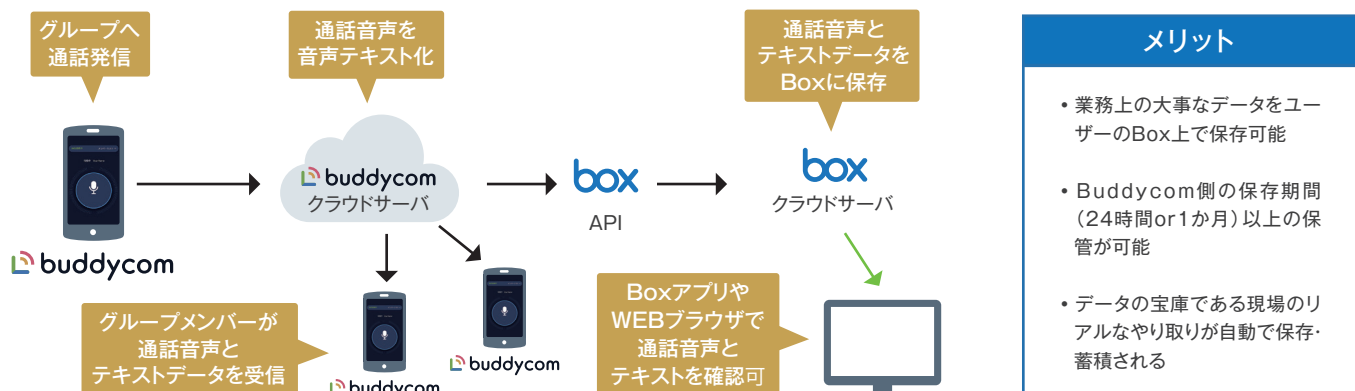 グループへ
通話発信
通話音声を
音声テキスト化
通話音声と
テキストデータを
Boxに保存
buddycom
buddycom
クラウドサーバ
box
API
box
クラウドサーバ
グループメンバーが
通話音声と
テキストデータを受信
buddycom
buddycom
Boxアプリや
WEBブラウザで
通話音声と
テキストを確認可
メリット
• 業務上の大事なデータをユー
ザーのBox上で保存可能
• Buddycom側の保存期間
（24時間or1か月）以上の保
管が可能
• データの宝庫である現場のリ
アルなやり取りが自動で保存・
蓄積される